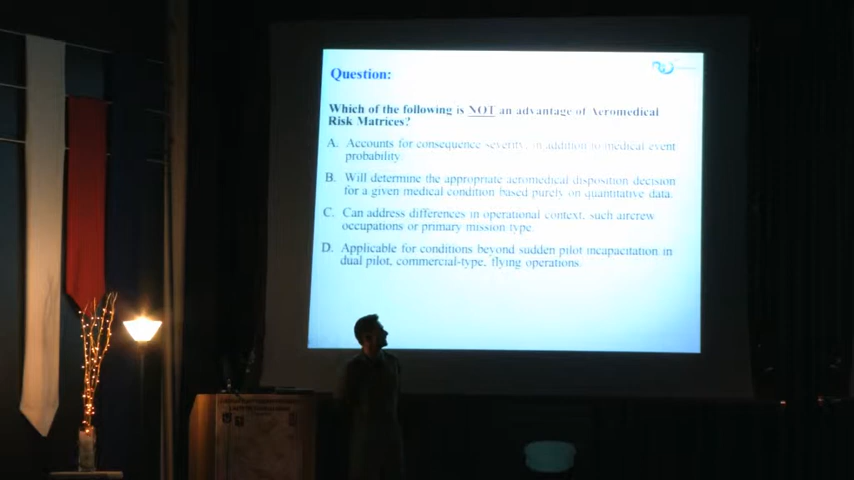 Question:
Which of the following is NOT an advantage of Aeromedical
Risk Matrices?
A. Accounts for consequence severity, in addition to medical event
probability.
B. Will determine the appropriate aeromedical disposition decision
for a given medical condition based purely on quantitative data.
C. Can address differences in operational context, such aircrew
occupations or primary mission type.
D. Applicable for conditions beyond sudden pilot incapacitation in
dual pilot, commercial-type, flying operations.